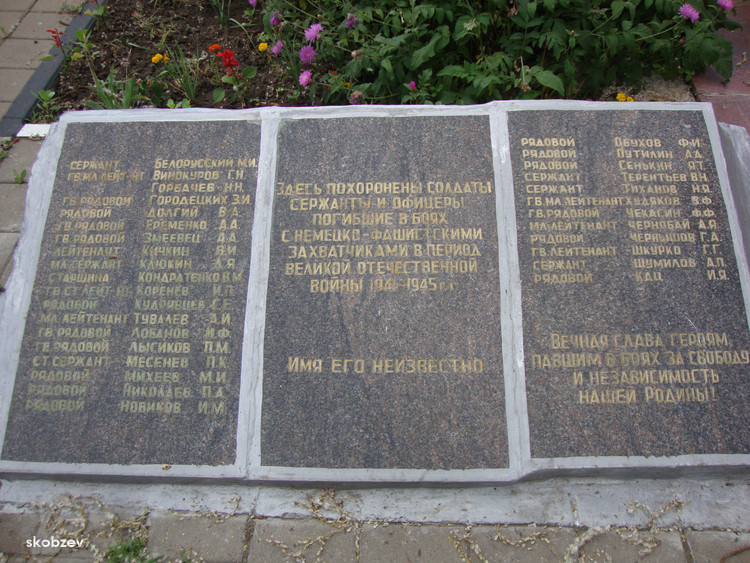 СЕРЖАНТ БЕЛОРУССКИЙ М.И.
ГВ.МЛ.ЛЕЙТ-НТ ВИНОКУРОВ Г.Н.
ГОРБАЧЕВ Н.Н.
ГВ.РЯДОВОЙ ГОРОДЕЦКИХ З.И
РЯДОВОЙ ДОЛГИЙ В.А.
ГВ.РЯДОВОЙ ЕРЕМЕНКО Д.А.
ГВ.РЯДОВОЙ ЗМЕЕВЕЦ А.А.
ЛЕЙТЕНАНТ КИЧКИН В.И
МЛ.СЕРЖАНТ КЛЮКИН А.Я.
СТАРШИНА КОНДРАТЕНКО В.М.
ГВ.СТ.ЛЕЙТ-НТ КОРЕНЕВ И.П.
РЯДОВОЙ КУДРЯВЦЕВ С.Е.
МЛ.ЛЕЙТЕНАНТ ТУВАЛЕВ А.И
ГВ.РЯДОВОЙ ЛОБАНОВ И.Ф.
ГВ.РЯДОВОЙ ЛЫСИКОВ П.М.
СТ.СЕРЖАНТ МЕСЕНЕВ П.К.
РЯДОВОЙ МИХЕЕВ М.И.
РЯДОВОЙ НИКОЛАЕВ П.Д.
РЯДОВОЙ НОВИКОВ И.М.
ЗДЕСЬ ПОХОРОНЕНЫ СОЛДАТЫ
СЕРЖАНТЫ И ОФИЦЕРЫ
ПОГИБШИЕ В БОЯХ
С НЕМЕЦКО-ФАШИСТСКИМИ
ЗАХВАТЧИКАМИ В ПЕРИОД
ВЕЛИКОЙ ОТЕЧЕСТВЕННОЙ
ВОЙНЫ 1941-1945 г.г.
ИМЯ ЕГО НЕИЗВЕСТНО
РЯДОВОЙ ОБУХОВ Ф.И.
РЯДОВОЙ ПУТИЛИН А.Д.
РЯДОВОЙ СЕНЬКИН Я.Т.
СЕРЖАНТ ТЕРЕНТЬЕВ В.Н.
СЕРЖАНТ ТИХАНОВ Н.Я
ГВ.МЛ.ЛЕЙТЕНАНТ ХУДЯКОВ В.Ф.
ГВ.РЯДОВОЙ ЧЕКАСИН Ф.Ф.
МЛ.ЛЕЙТЕНАНТ ЧЕРНОБАЙ А.Я.
РЯДОВОЙ ЧЕРНЫШОВ Г.А.
ГВ.ЛЕЙТЕНАНТ ШКУРКО Г.Г
СЕРЖАНТ ШУМИЛОВ А.П.
РЯДОВОЙ КАЦ И.Я.
ВЕЧНАЯ СЛАВА ГЕРОЯМ,
ПАВШИМ В БОЯХ ЗА СВОБОДУ
И НЕЗАВИСИМОСТЬ
НАШЕЙ РОДИНЫ!
skobzev